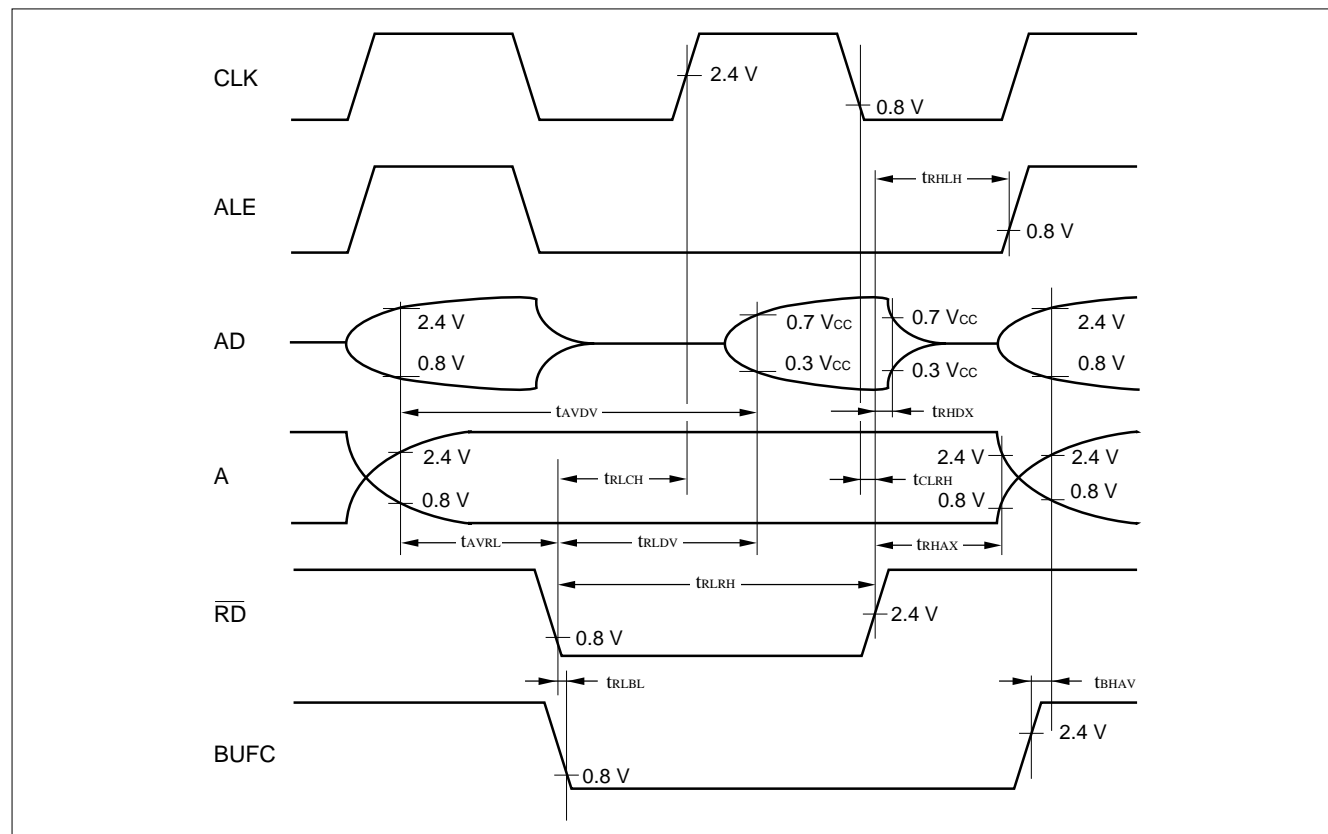 CLK
2.4 V
0.8 V
ALE
tRHLH
0.8 V
AD
2.4 V
0.8 V
0.7 VCC
0.3 VCC
0.7 VCC
0.3 VCC
2.4 V
0.8 V
tAVDV
tRHDX
A
2.4 V
0.8 V
tRLCH
tCLRH
2.4 V
0.8 V
2.4 V
0.8 V
tAVRL
tRLDV
tRHAX
tRLRH
RD
0.8 V
2.4 V
tRLBL
tBHAV
BUFC
0.8 V
2.4 V